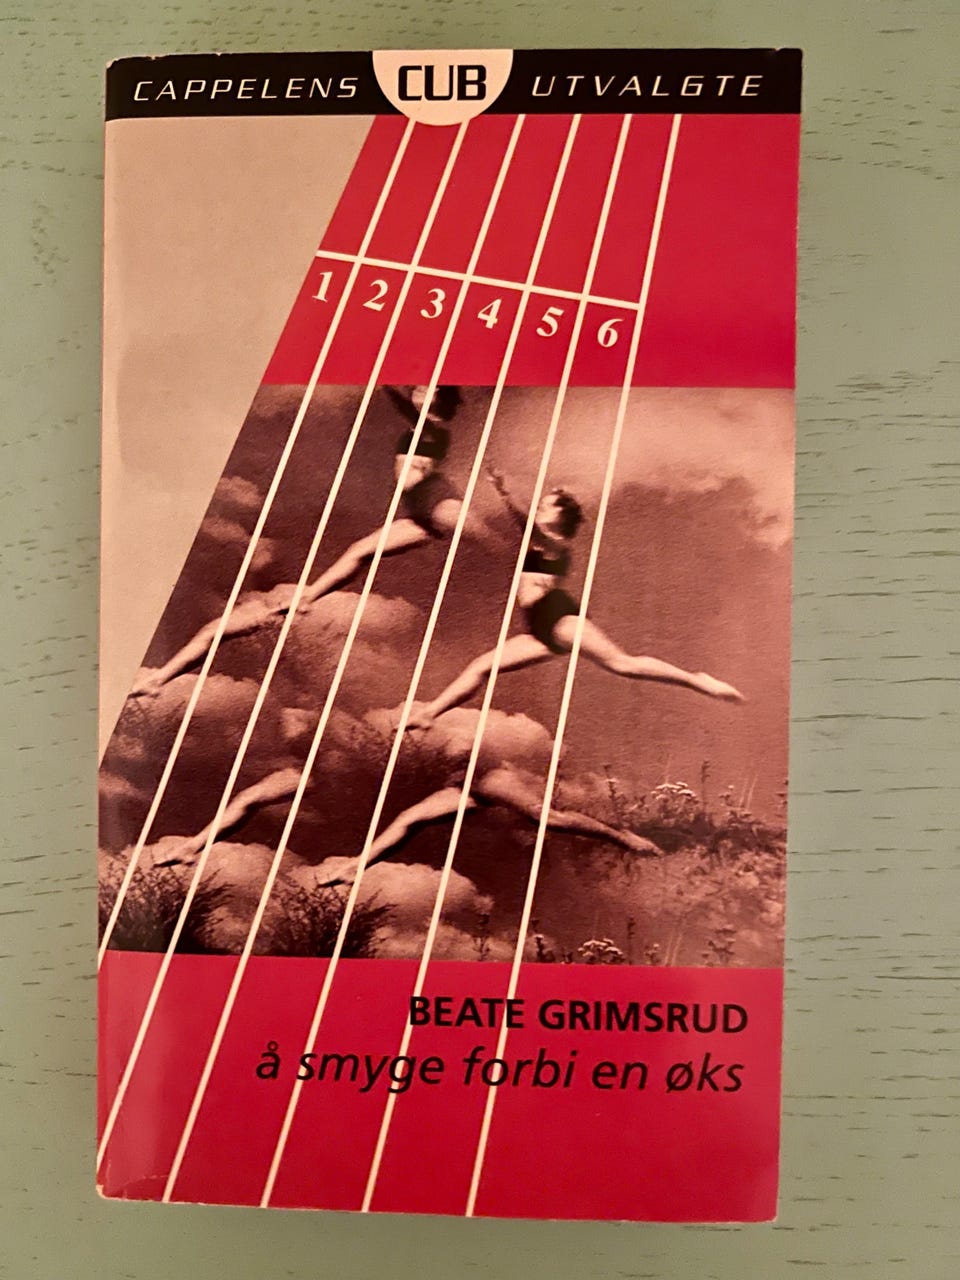 CAPPELENS CUB UTVALGTE
1 2 3 4 5 6
BEATE GRIMSRUD
å smyge forbi en øks